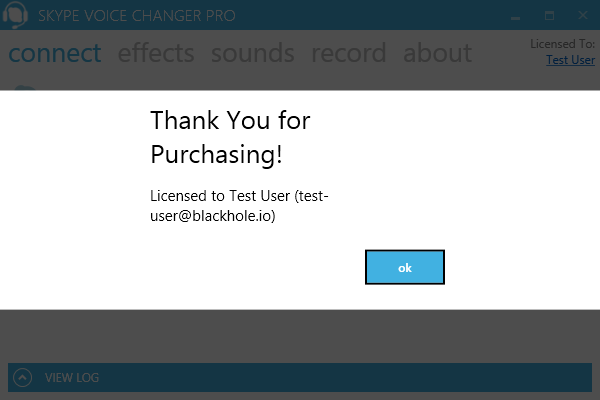 SKYPE VOICE CHANGER PRO
connect effects sounds record about
Licensed To:
Test User
Thank You for
Purchasing!
Licensed to Test User (test-
user@blackhole.io)
ok
VIEW LOG